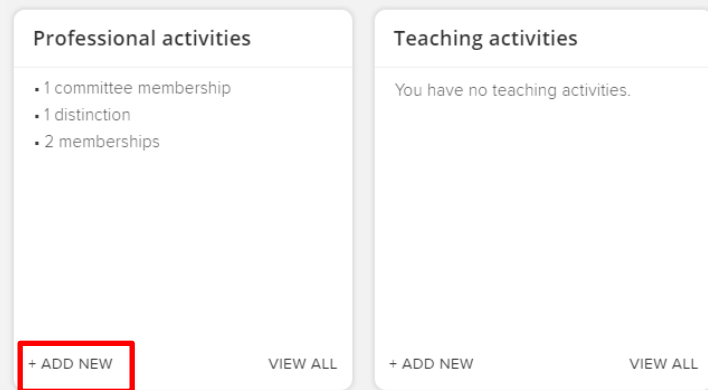 Professional activities
▪ 1 committee membership
▪ 1 distinction
▪ 2 memberships
+ ADD NEW
VIEW ALL
Teaching activities
You have no teaching activities.
+ ADD NEW
VIEW ALL